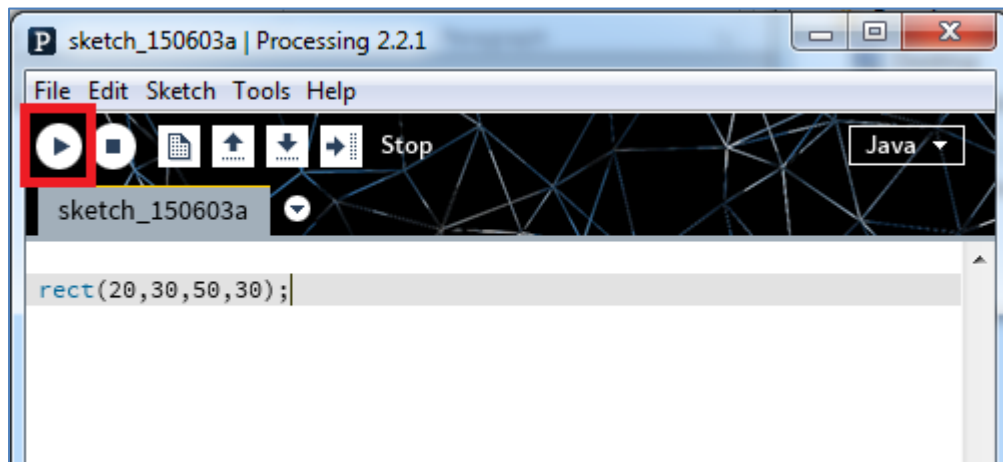 P sketch_150603a | Processing 2.2.1
File Edit Sketch Tools Help
Stop
Java
sketch_150603a
rect(20,30,50,30);